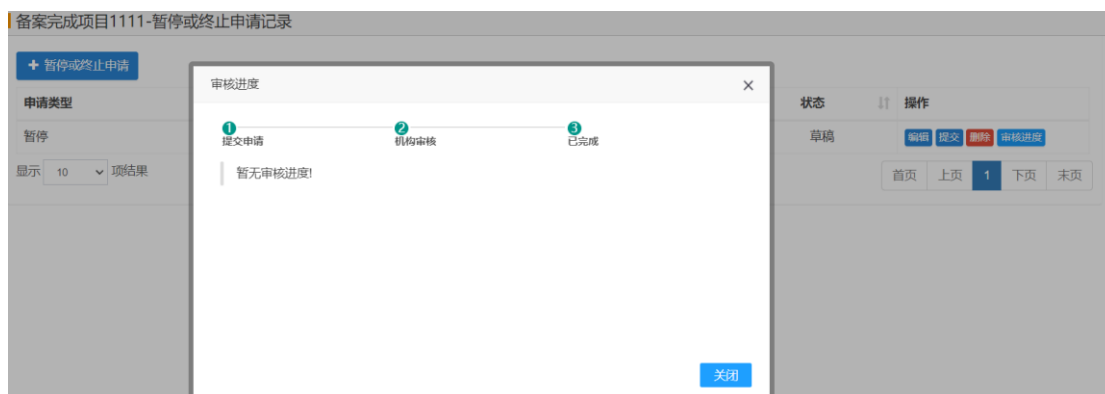 备案完成项目1111-暂停或终止申请记录
+ 暂停或终止申请
审核进度 ×
申请类型 状态 操作
1 2 3
提交申请 机构审核 已完成
暂停 草稿 编辑 提交 删除 审核进度
暂无审核进度!
显示 10 项结果 首页 上页 1 下页 末页
关闭